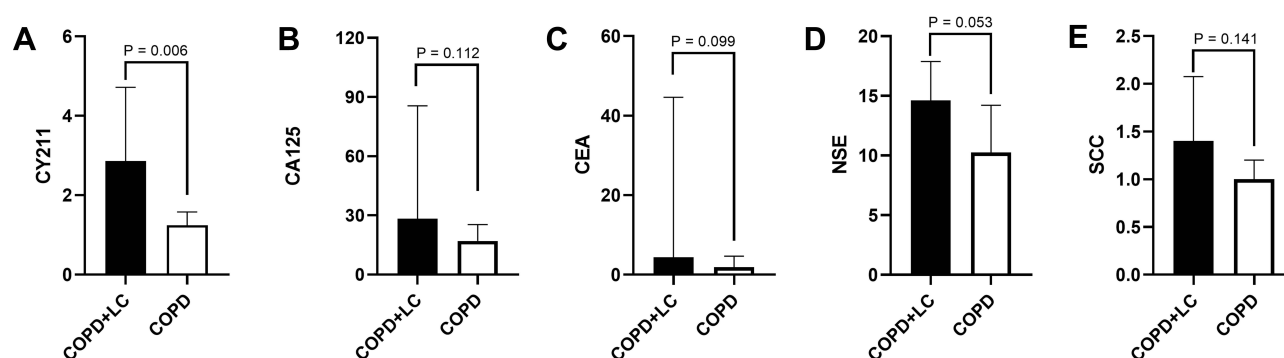 A
CY211
6
4
2
0
P = 0.006
COPD+LC
COPD
B
CA125
120
90
60
30
0
P = 0.112
COPD+LC
COPD
C
CEA
60
40
20
0
P = 0.099
COPD+LC
COPD
D
NSE
20
15
10
5
0
P = 0.053
COPD+LC
COPD
E
SCC
2.5
2.0
1.5
1.0
0.5
0.0
P = 0.141
COPD+LC
COPD